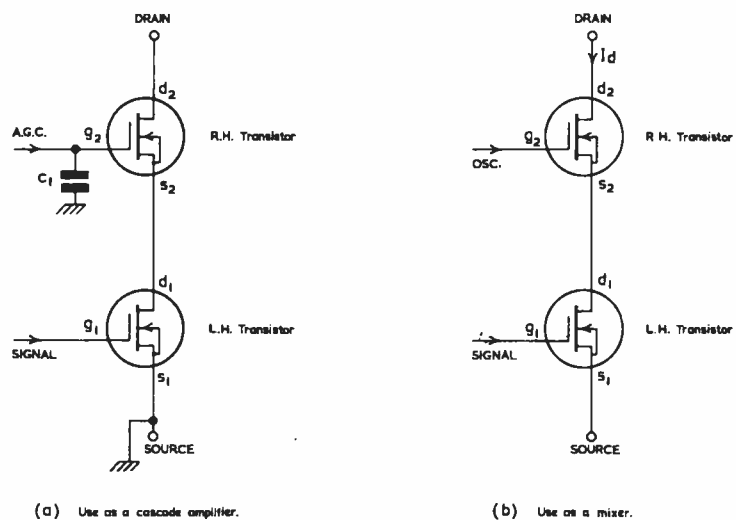 DRAIN
d2
A.G.C.
g2
R.H. Transistor
C1
s2
d1
g1
L.H. Transistor
SIGNAL
s1
SOURCE
(a) Use as a cascode amplifier.
DRAIN
Id
d2
g2
R H. Transistor
OSC.
s2
d1
g1
L.H. Transistor
SIGNAL
s1
SOURCE
(b) Use as a mixer.